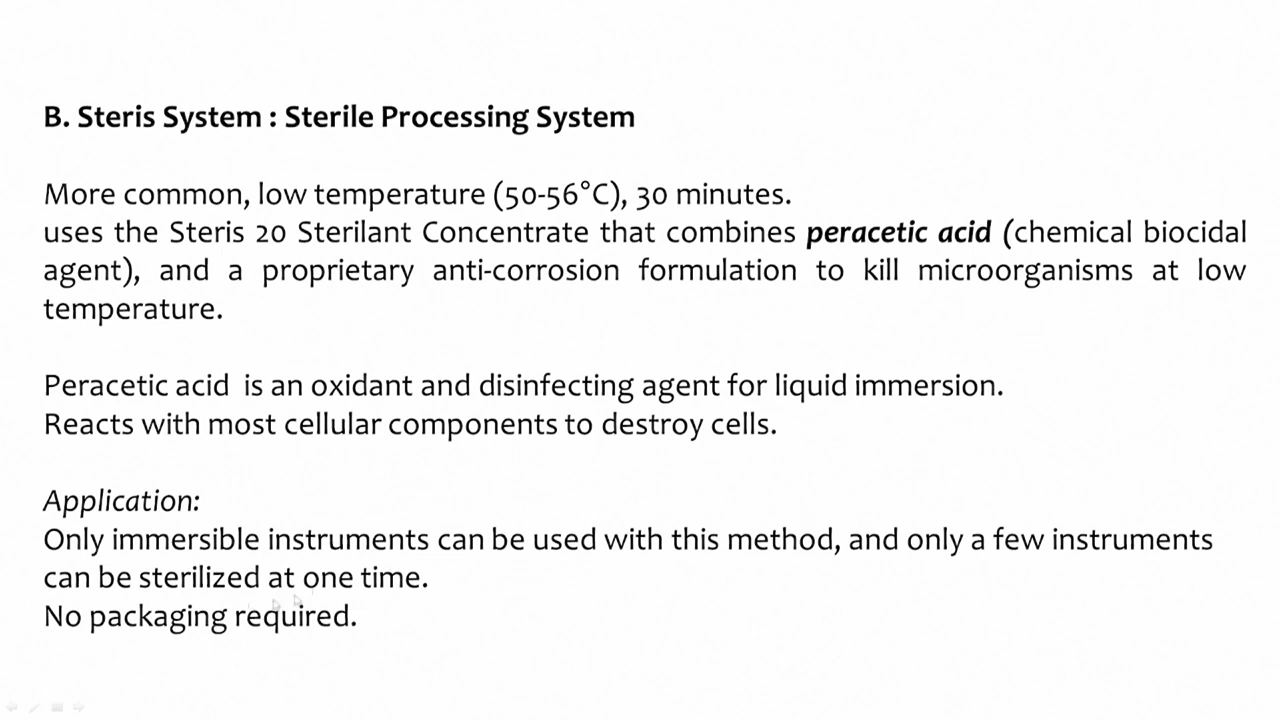 B. Steris System : Sterile Processing System
More common, low temperature (50-56°C), 30 minutes.
uses the Steris 20 Sterilant Concentrate that combines peracetic acid (chemical biocidal
agent), and a proprietary anti-corrosion formulation to kill microorganisms at low
temperature.
Peracetic acid is an oxidant and disinfecting agent for liquid immersion.
Reacts with most cellular components to destroy cells.
Application:
Only immersible instruments can be used with this method, and only a few instruments
can be sterilized at one time.
No packaging required.